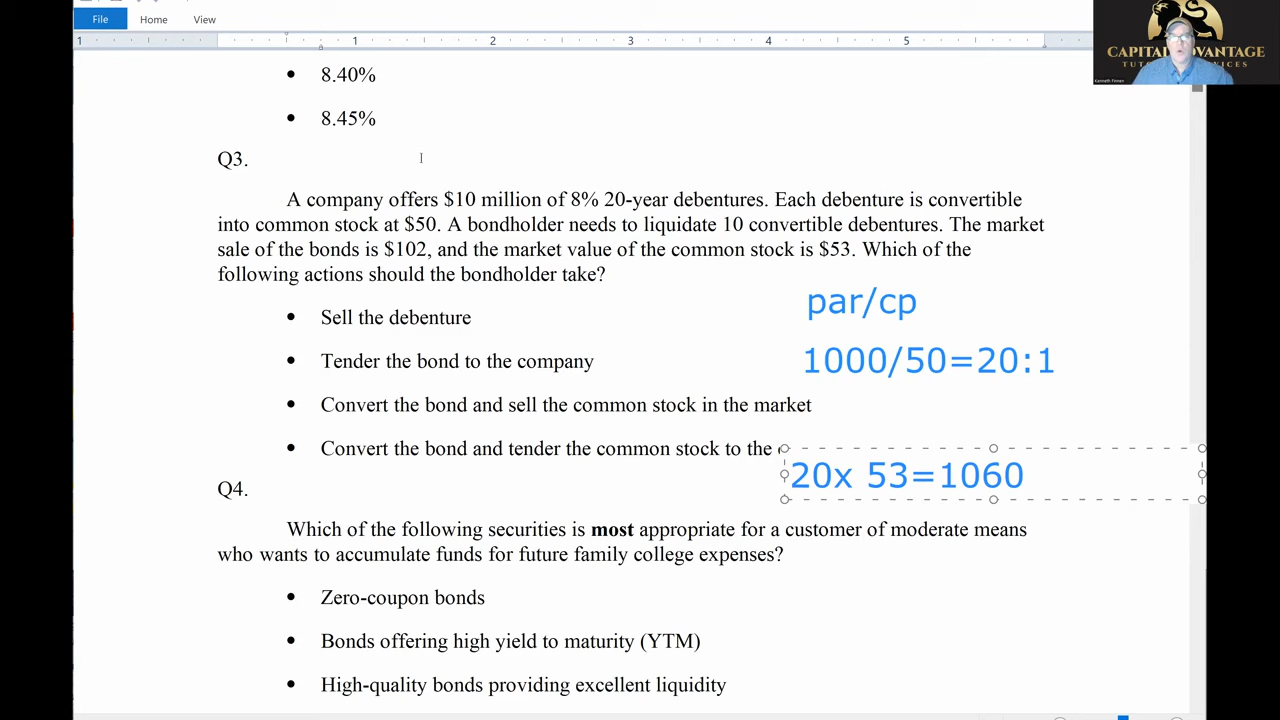 File Home View
1 1 2 3 4 5
CAPITAL ADVANTAGE
8.40%
8.45%
Q3.
A company offers $10 million of 8% 20-year debentures. Each debenture is convertible
into common stock at $50. A bondholder needs to liquidate 10 convertible debentures. The market
sale of the bonds is $102, and the market value of the common stock is $53. Which of the
following actions should the bondholder take?
par/cp
Sell the debenture
1000/50=20:1
Tender the bond to the company
Convert the bond and sell the common stock in the market
Convert the bond and tender the common stock to the
20x 53=1060
Q4.
Which of the following securities is most appropriate for a customer of moderate means
who wants to accumulate funds for future family college expenses?
Zero-coupon bonds
Bonds offering high yield to maturity (YTM)
High-quality bonds providing excellent liquidity